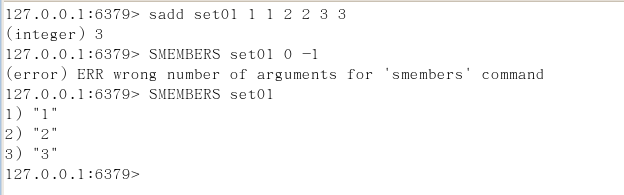 127.0.0.1:6379> sadd set01 1 1 2 2 3 3
(integer) 3
127.0.0.1:6379> SMEMBERS set01 0 -1
(error) ERR wrong number of arguments for 'smembers' command
127.0.0.1:6379> SMEMBERS set01
1) "1"
2) "2"
3) "3"
127.0.0.1:6379>